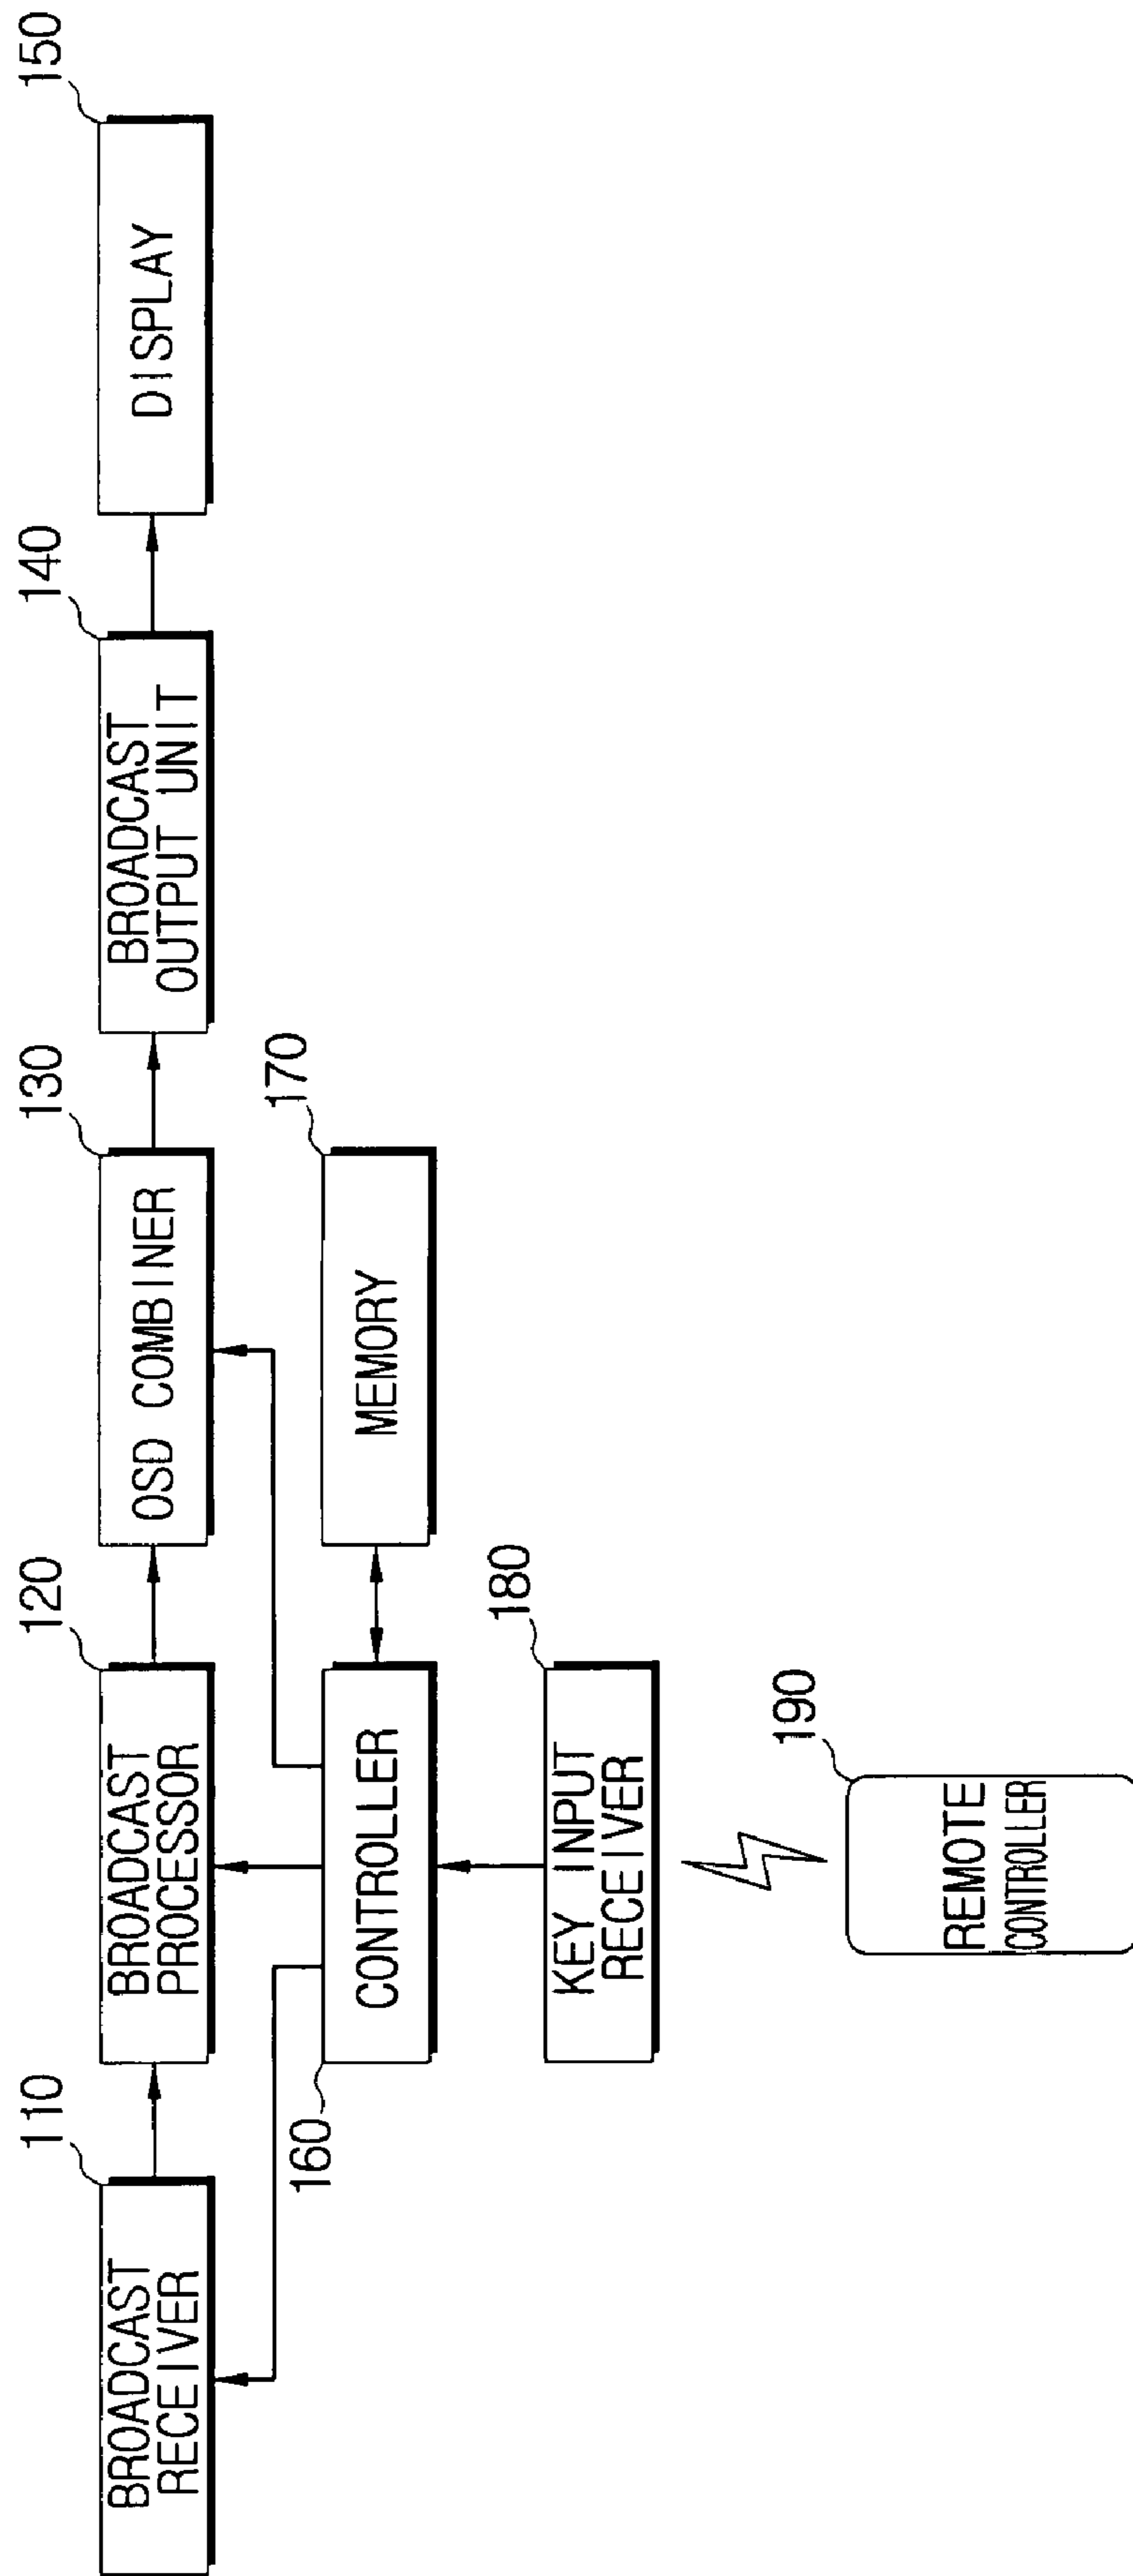 110
BROADCAST
RECEIVER
120
BROADCAST
PROCESSOR
130
OSD COMBINER
140
BROADCAST
OUTPUT UNIT
150
DISPLAY
160
CONTROLLER
170
MEMORY
180
KEY INPUT
RECEIVER
190
REMOTE
CONTROLLER